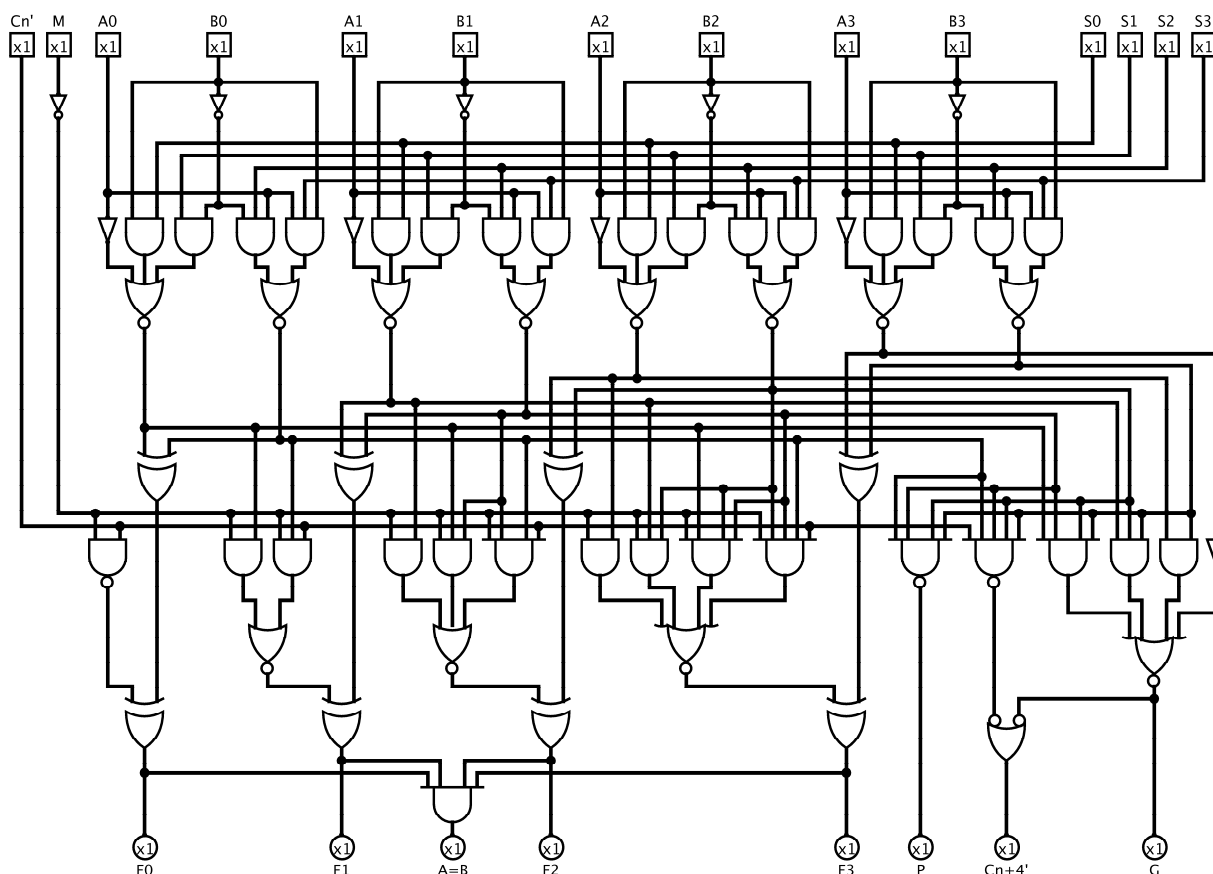 Cn' M A0 B0 A1 B1 A2 B2 A3 B3 S0 S1 S2 S3
x1 x1 x1 x1 x1 x1 x1 x1 x1 x1 x1 x1 x1 x1
x1 x1 x1 x1 x1 x1 x1 x1
F0 F1 A=B F2 F3 P Cn+4' G